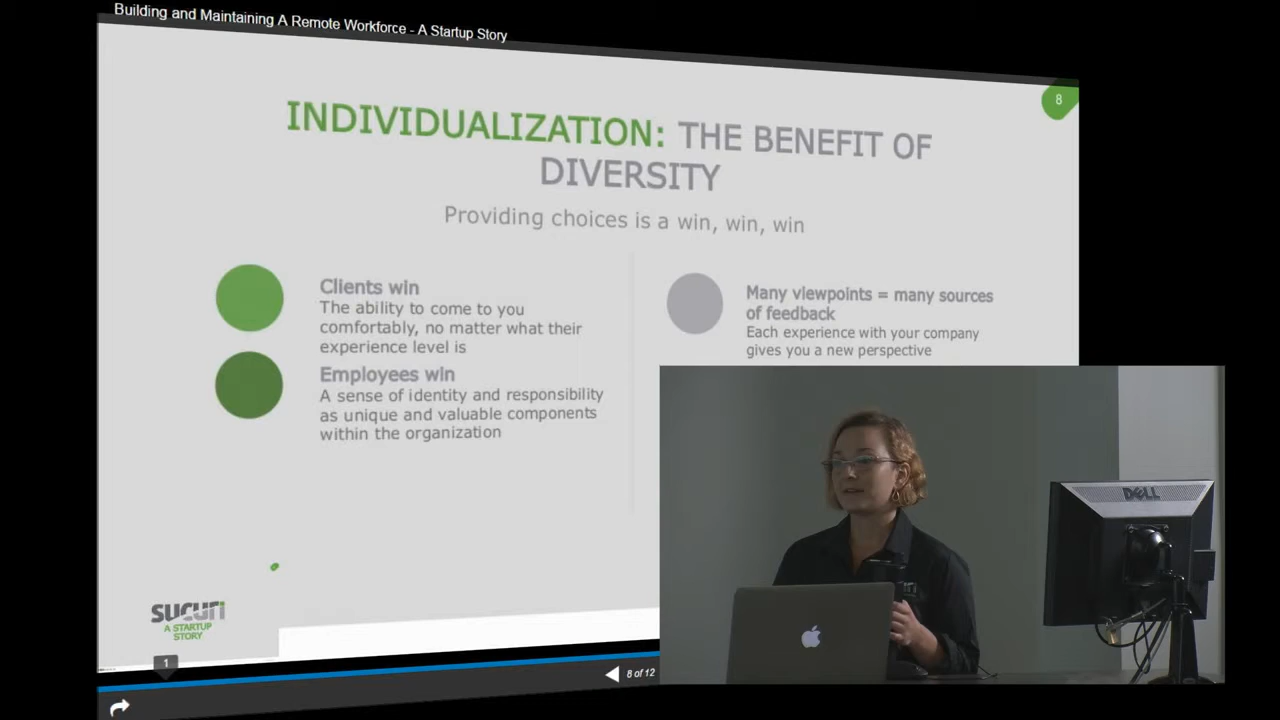 Building and Maintaining A Remote Workforce - A Startup Story
8
INDIVIDUALIZATION: THE BENEFIT OF
DIVERSITY
Providing choices is a win, win, win
Clients win
The ability to come to you
comfortably, no matter what their
experience level is
Employees win
A sense of identity and responsibility
as unique and valuable components
within the organization
Many viewpoints = many sources
of feedback
Each experience with your company
gives you a new perspective
DELL
sucuri
A STARTUP
STORY
1
8 of 12